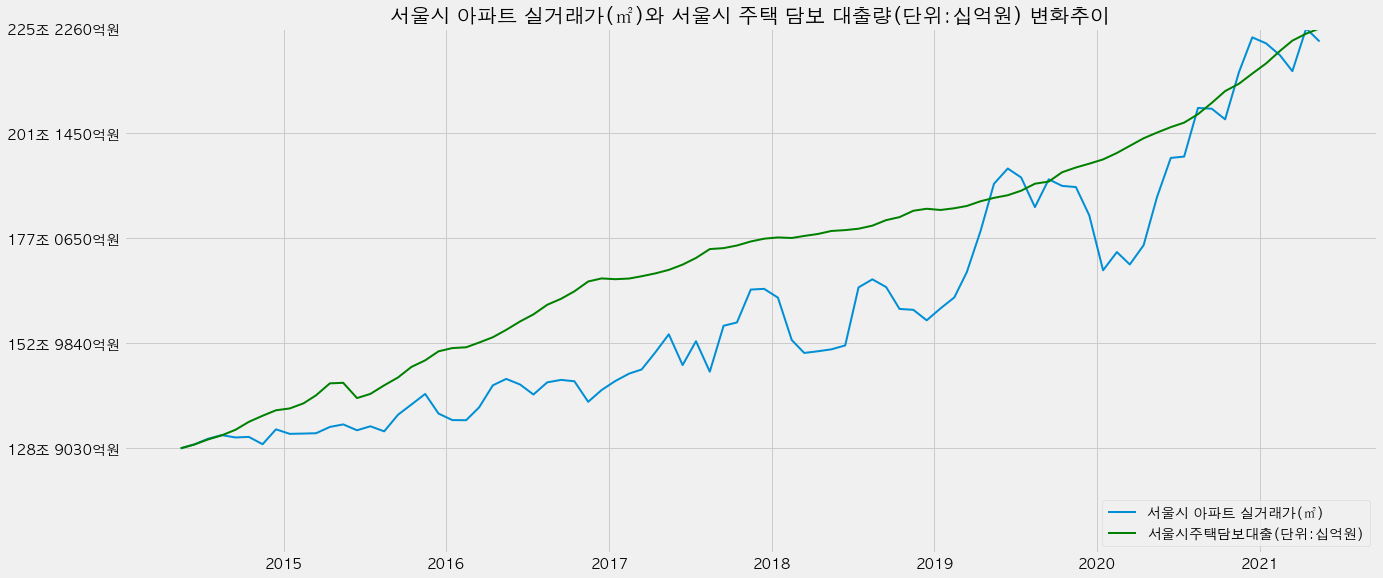 서울시 아파트 실거래가(㎡)와 서울시 주택 담보 대출량(단위:십억원) 변화추이
225조 2260억원
201조 1450억원
177조 0650억원
152조 9840억원
128조 9030억원
서울시 아파트 실거래가(㎡)
서울시주택담보대출(단위:십억원)
2015 2016 2017 2018 2019 2020 2021